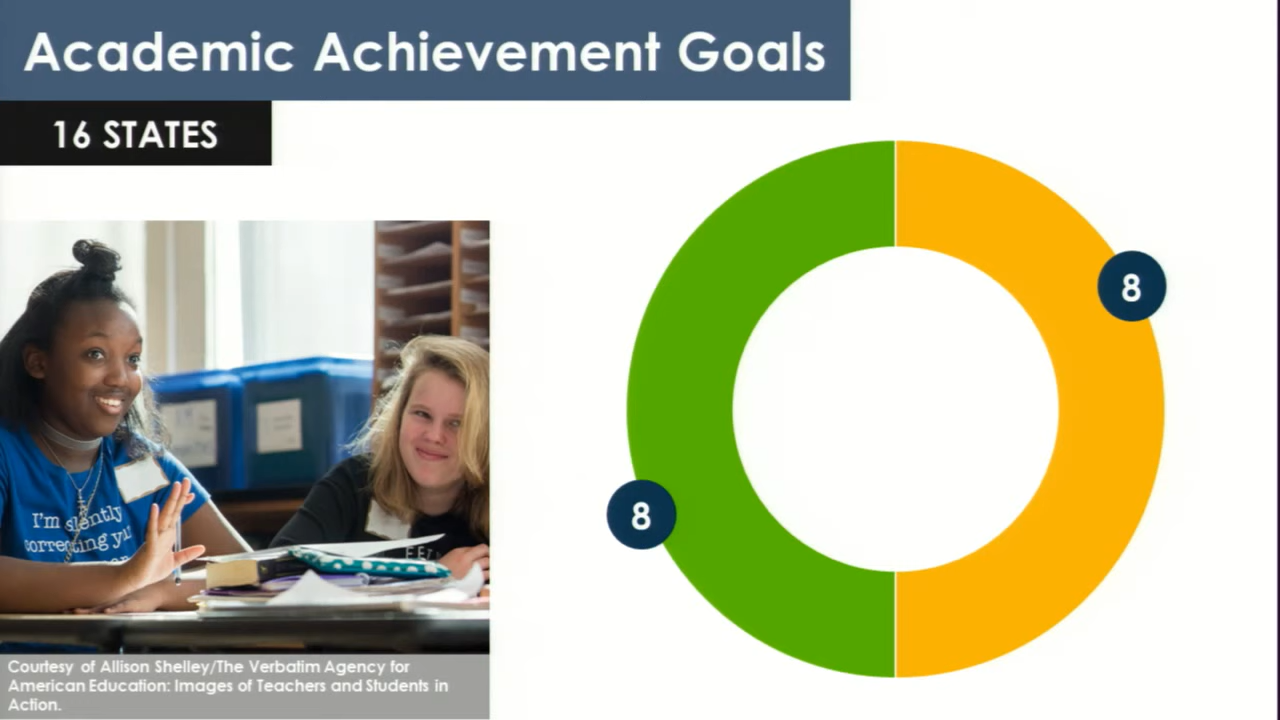 Academic Achievement Goals
16 STATES
8
8
I'm silently
correcting your
Courtesy of Allison Shelley/The Verbatim Agency for
American Education: Images of Teachers and Students in
Action.